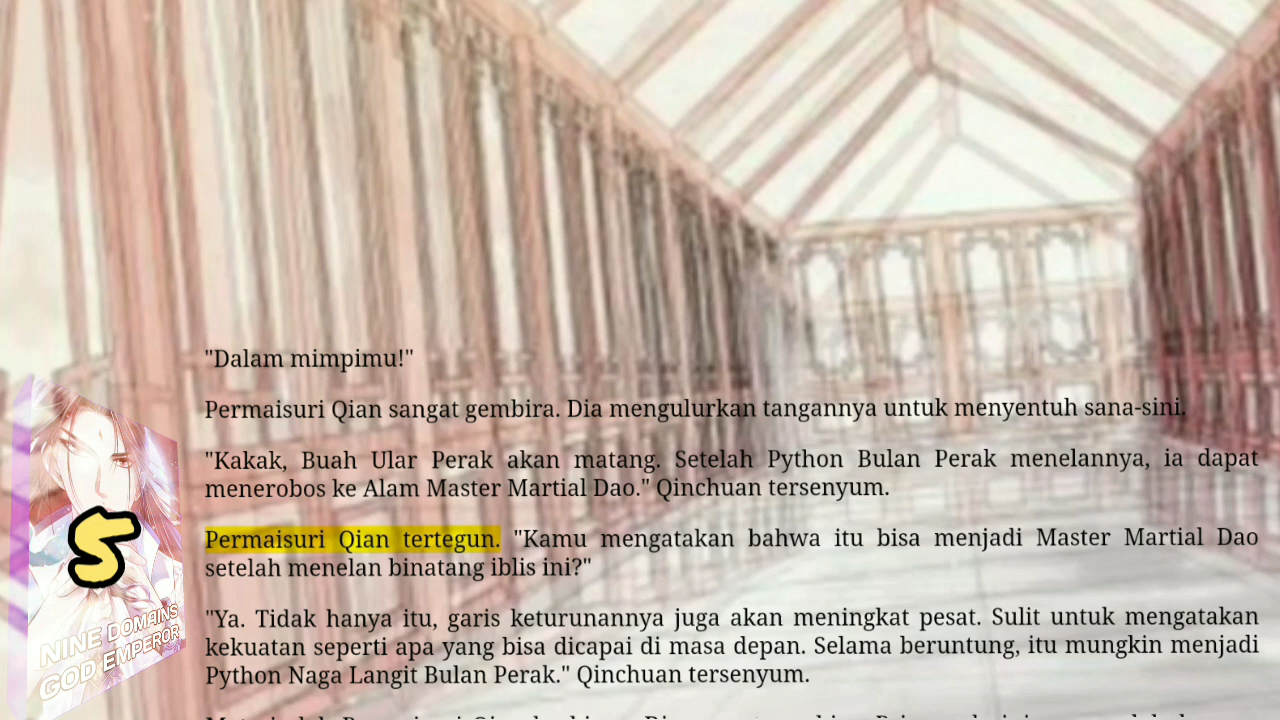 "Dalam mimpimu!"
Permaisuri Qian sangat gembira. Dia mengulurkan tangannya untuk menyentuh sana-sini.
"Kakak, Buah Ular Perak akan matang. Setelah Python Bulan Perak menelannya, ia dapat
menerobos ke Alam Master Martial Dao." Qinchuan tersenyum.
Permaisuri Qian tertegun. "Kamu mengatakan bahwa itu bisa menjadi Master Martial Dao
setelah menelan binatang iblis ini?"
"Ya. Tidak hanya itu, garis keturunannya juga akan meningkat pesat. Sulit untuk mengatakan
kekuatan seperti apa yang bisa dicapai di masa depan. Selama beruntung, itu mungkin menjadi
Python Naga Langit Bulan Perak." Qinchuan tersenyum.
S
NINE DOMAINS
GOD EMPEROR